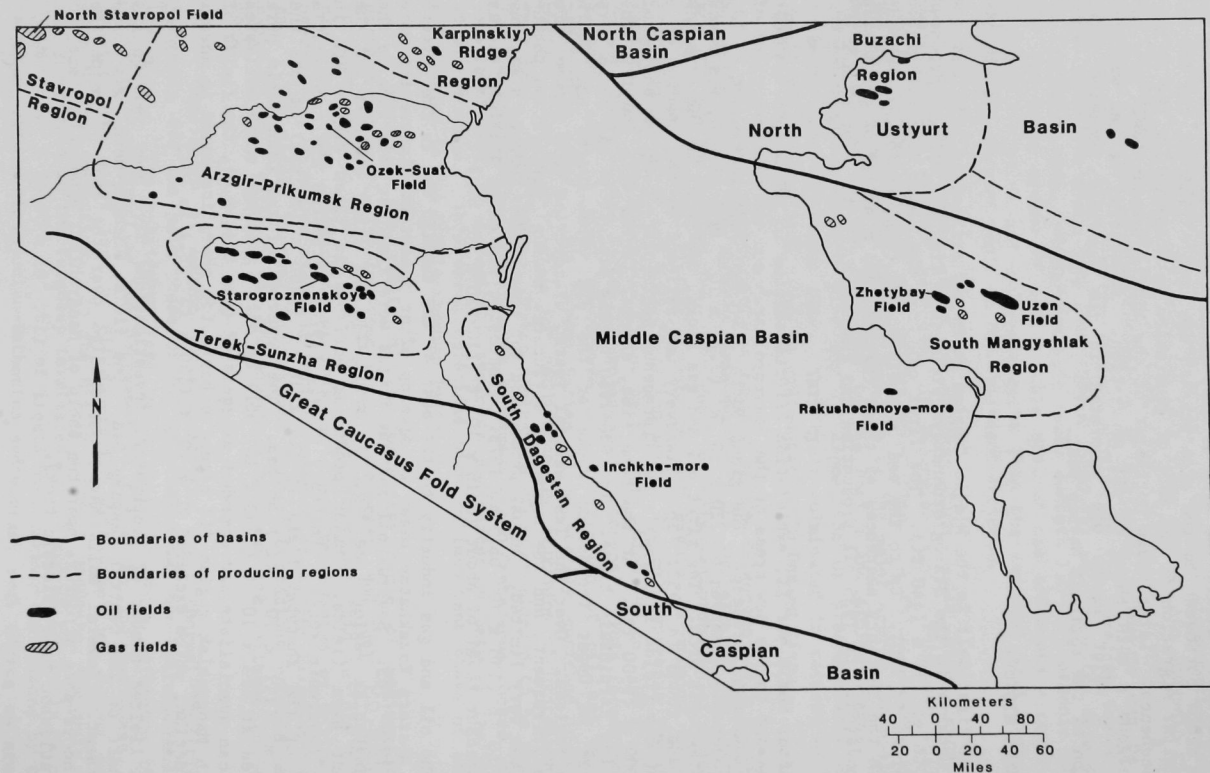 North Stavropol Field
Karpinskiy
Ridge
Region
North Caspian
Basin
Buzachi
Region
Stavropol
Region
North
Ustyurt
Basin
Ozek-Suat
Field
Arzgir-Prikumsk Region
Starogroznenskoye
Field
Zhetybay
Field
Uzen
Field
Terek-Sunzha Region
Middle Caspian Basin
South Mangyshlak
Region
N
South Dagestan Region
Rakushechnoye-more
Field
Great Caucasus Fold System
Inchkhe-more
Field
Boundaries of basins
Boundaries of producing regions
Oil fields
Gas fields
South
Caspian
Basin
Kilometers
40 0 40 80
20 0 20 40 60
Miles